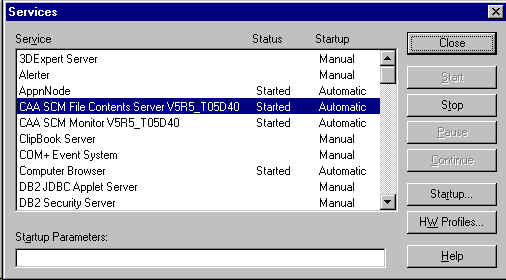 Services
Service Status Startup
3DExpert Server Manual
Alerter Manual
AppnNode Started Automatic
CAA SCM File Contents Server V5R5_T05D40 Started Automatic
CAA SCM Monitor V5R5_T05D40 Started Automatic
ClipBook Server Manual
COM+ Event System Manual
Computer Browser Started Automatic
DB2 JDBC Applet Server Manual
DB2 Security Server Manual
Startup Parameters:
Close
Start
Stop
Pause
Continue
Startup...
HW Profiles...
Help